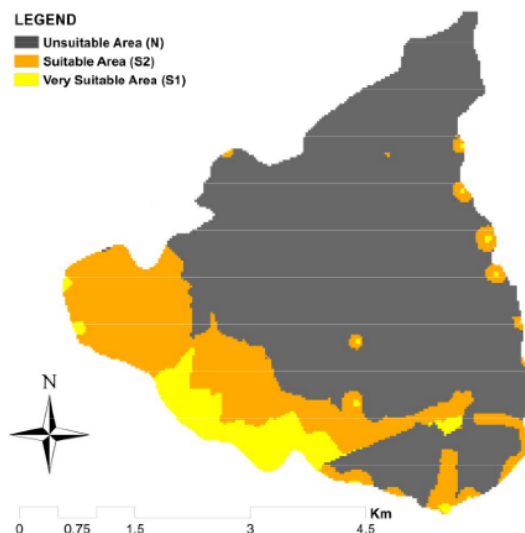 LEGEND
Unsuitable Area (N)
Suitable Area (S2)
Very Suitable Area (S1)
N
Km
0 0.75 1.5 3 4.5